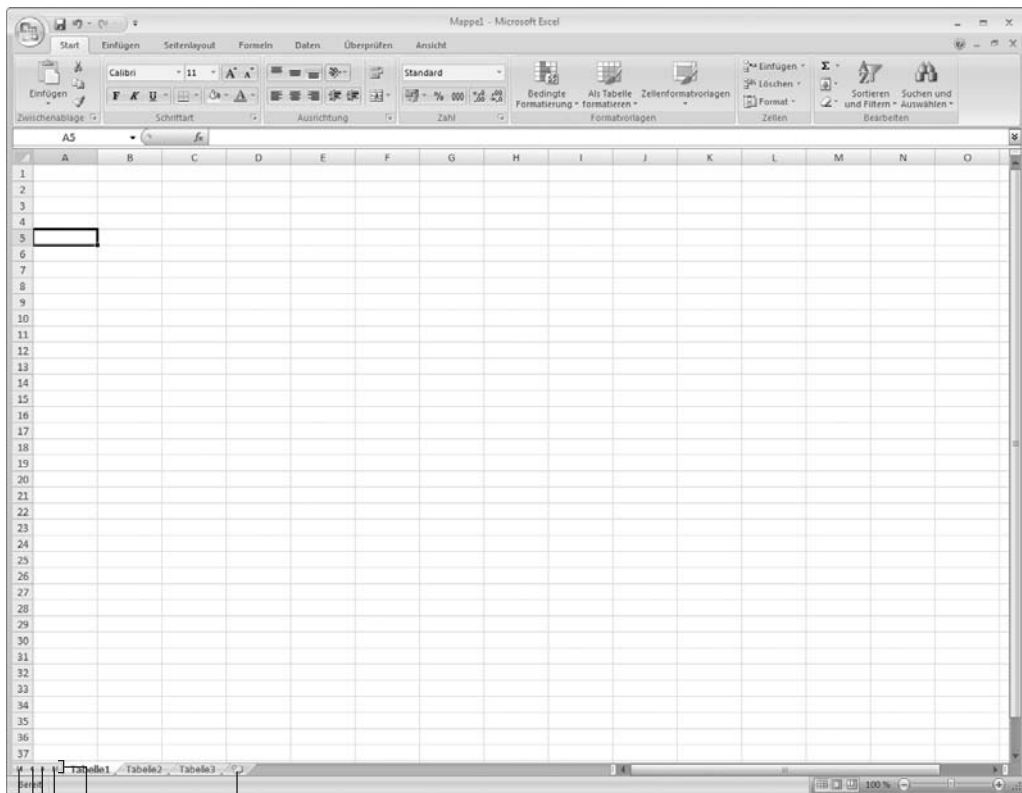 Mappe1 - Microsoft Excel
Start Einfügen Seitenlayout Formeln Daten Überprüfen Ansicht
Einfügen
Calibri 11 A A
F K U A
Standard
% 000
Bedingte Formatierung
Als Tabelle formatieren
Zellenformatvorlagen
Einfügen
Löschen
Format
Σ
Sortieren und Filtern
Suchen und Auswählen
Zwischenablage Schriftart Ausrichtung Zahl Formatvorlagen Zellen Bearbeiten
A5 fx
A B C D E F G H I J K L M N O
1
2
3
4
5
6
7
8
9
10
11
12
13
14
15
16
17
18
19
20
21
22
23
24
25
26
27
28
29
30
31
32
33
34
35
36
37
Tabelle1 Tabelle2 Tabelle3
Bereit 100 %